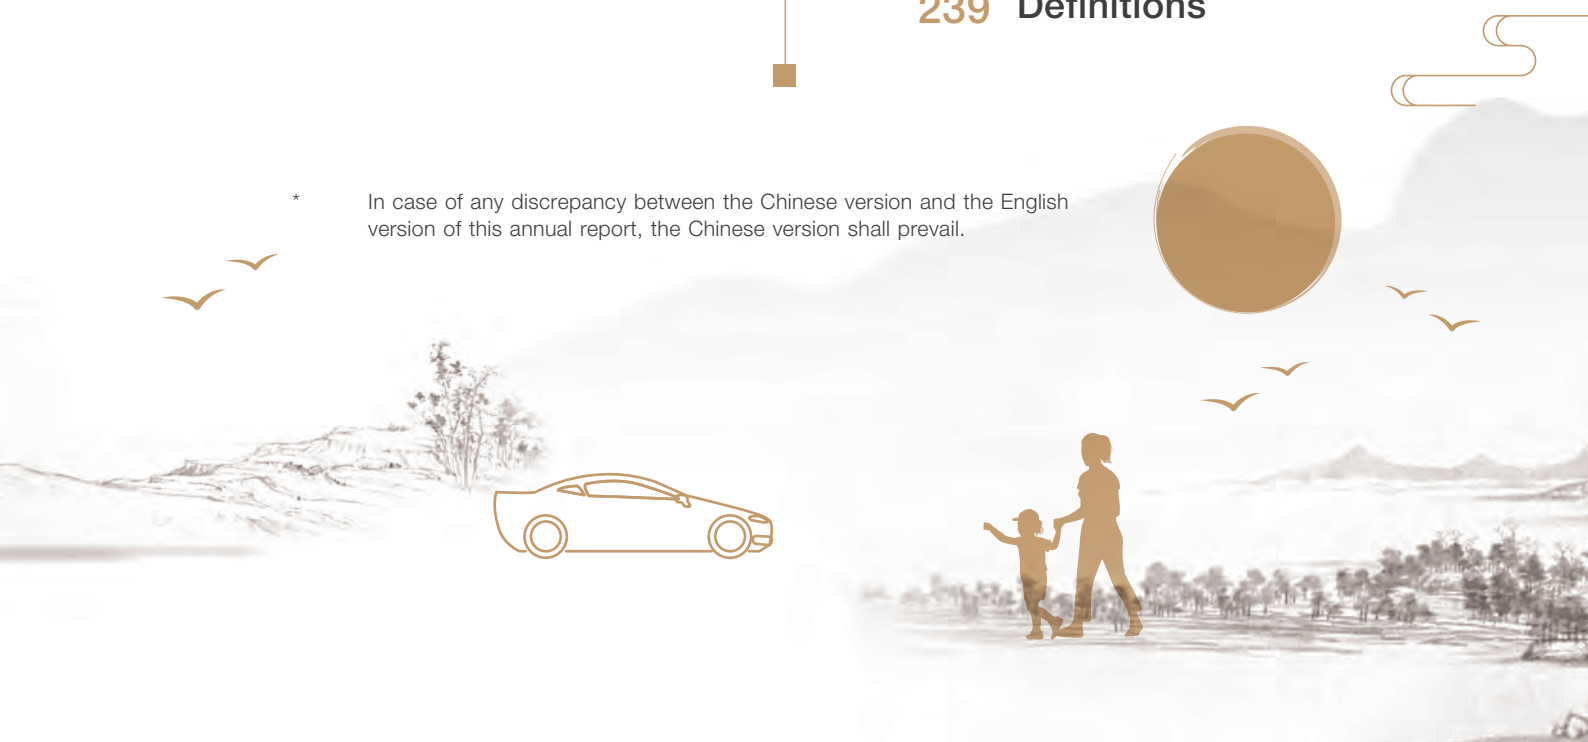 239 Definitions
* In case of any discrepancy between the Chinese version and the English
version of this annual report, the Chinese version shall prevail.